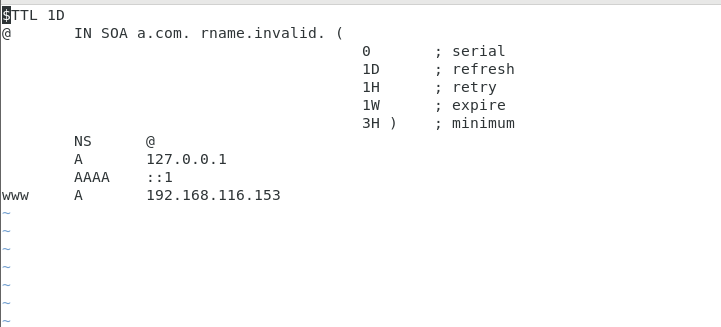 $TTL 1D
@       IN SOA a.com. rname.invalid. (
                                        0       ; serial
                                        1D      ; refresh
                                        1H      ; retry
                                        1W      ; expire
                                        3H )    ; minimum
        NS      @
        A       127.0.0.1
        AAAA    ::1
www     A       192.168.116.153
~
~
~
~
~
~
~